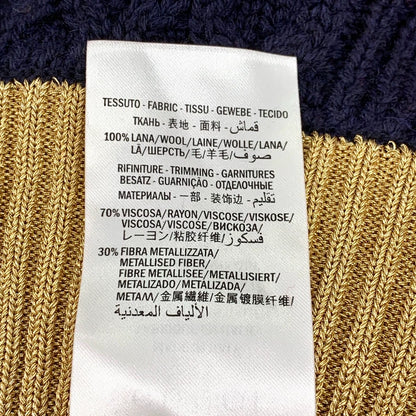 TESSUTO - FABRIC - TISSU - GEWEBE - TECIDO
ТКАНЬ - 表地 - 面料 - قماش
100% LANA/WOOL/LAINE/WOLLE/LANA/
LÃ/ШЕРСТЬ/毛/羊毛/صوف
RIFINITURE - TRIMMING - GARNITURES
BESATZ - GUARNIÇÃO - ОТДЕЛОЧНЫЕ
МАТЕРИАЛЫ - 一部 - 装饰边 - تقليم
70% VISCOSA/RAYON/VISCOSE/VISKOSE/
VISCOSA/VISCOSE/ВИСКОЗА/
レーヨン/粘胶纤维/فسكوز
30% FIBRA METALLIZZATA/
METALLISED FIBER/
FIBRE METALLISEE/METALLISIERT/
METALIZADO/METALIZADA/
МЕТАЛЛ/金属繊維/金属镀膜纤维/
الألياف المعدنية